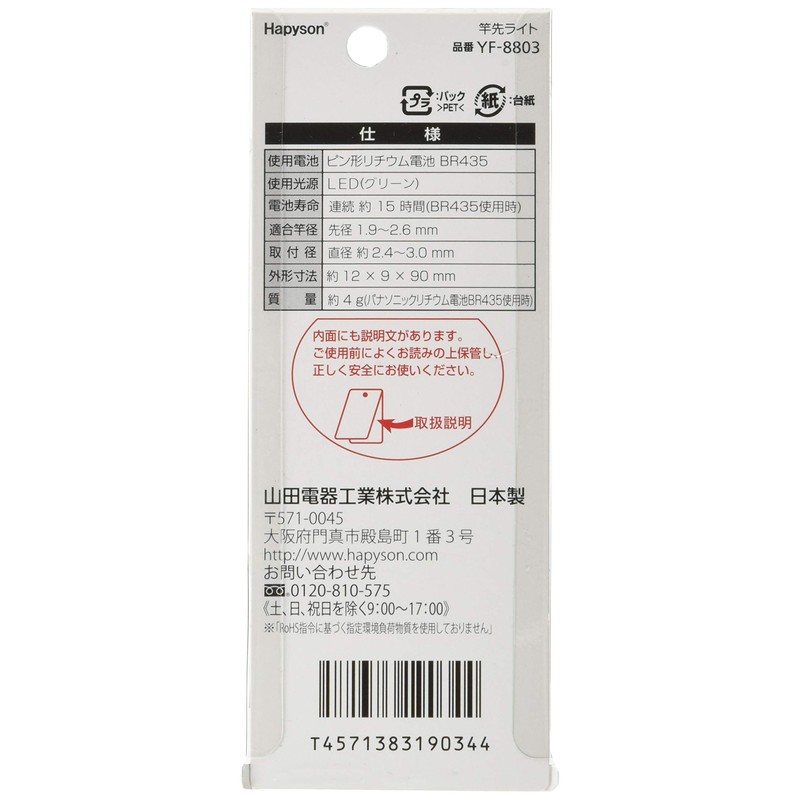 Hapyson®
竿先ライト
品番 YF-8803
プラ :パック >PET<
紙 :台紙
仕 様
使用電池 ピン形リチウム電池 BR435
使用光源 LED(グリーン)
電池寿命 連続 約 15 時間(BR435使用時)
適合竿径 先径 1.9〜2.6 mm
取付径 直径 約2.4〜3.0 mm
外形寸法 約 12 × 9 × 90 mm
質 量 約 4 g(パナソニックリチウム電池BR435使用時)
内面にも説明文があります。
ご使用前によくお読みの上保管し、
正しく安全にお使いください。
取扱説明
山田電器工業株式会社 日本製
〒571-0045
大阪府門真市殿島町1番3号
http://www.hapyson.com
お問い合わせ先
0120-810-575
《土、日、祝日を除く9:00〜17:00》
※「RoHS指令に基づく指定環境負荷物質を使用しておりません」
T4571383190344